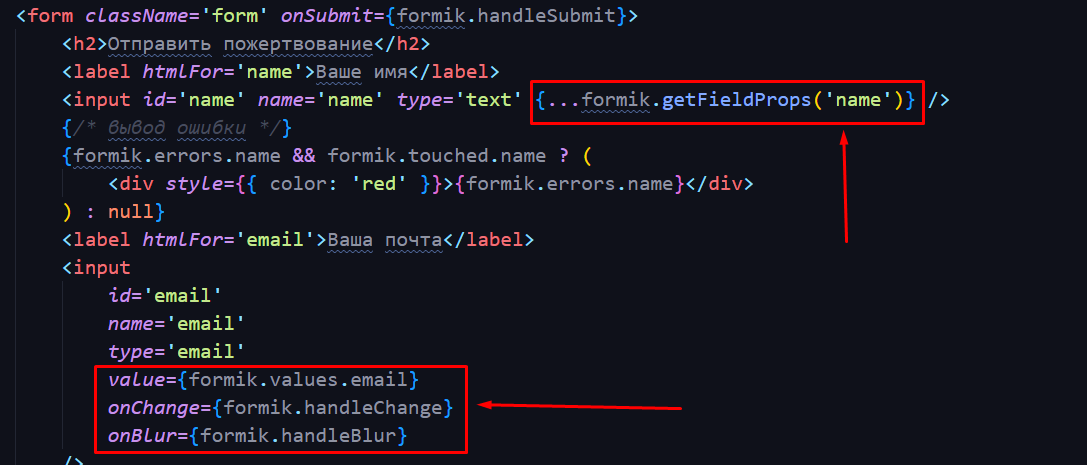 <form className='form' onSubmit={formik.handleSubmit}>
<h2>Отправить пожертвование</h2>
<label htmlFor='name'>Ваше имя</label>
<input id='name' name='name' type='text' {...formik.getFieldProps('name')} />
{/* вывод ошибки */}
{formik.errors.name && formik.touched.name ? (
<div style={{ color: 'red' }}>{formik.errors.name}</div>
) : null}
<label htmlFor='email'>Ваша почта</label>
<input
id='email'
name='email'
type='email'
value={formik.values.email}
onChange={formik.handleChange}
onBlur={formik.handleBlur}
/>